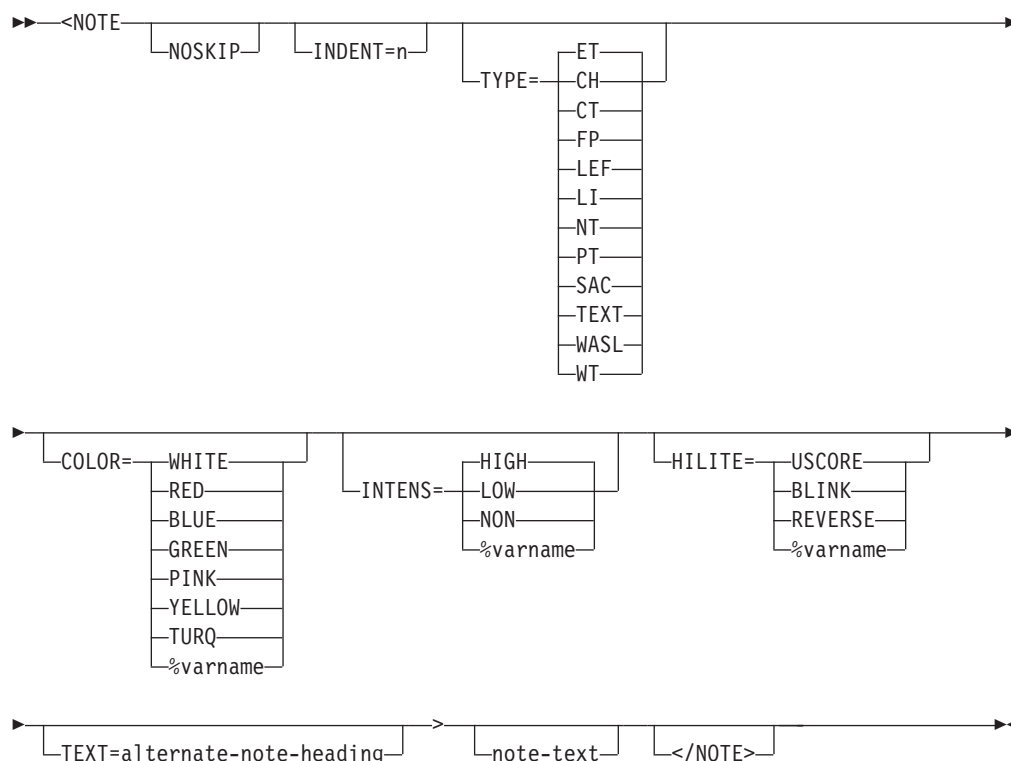 <NOTE
NOSKIP
INDENT=n
TYPE=
ET
CH
CT
FP
LEF
LI
NT
PT
SAC
TEXT
WASL
WT
COLOR=
WHITE
RED
BLUE
GREEN
PINK
YELLOW
TURQ
%varname
INTENS=
HIGH
LOW
NON
%varname
HILITE=
USCORE
BLINK
REVERSE
%varname
TEXT=alternate-note-heading
>
note-text
</NOTE>